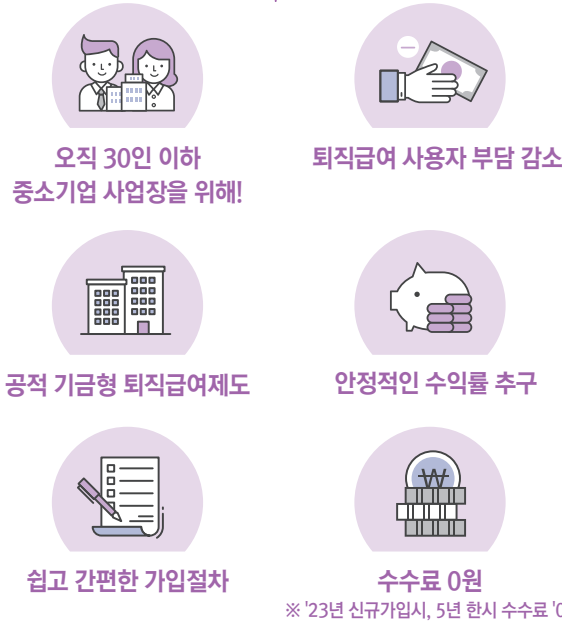 오직 30인 이하
중소기업 사업장을 위해!
퇴직급여 사용자 부담 감소
공적 기금형 퇴직급여제도
안정적인 수익률 추구
쉽고 간편한 가입절차
수수료 0원
※ '23년 신규가입시, 5년 한시 수수료 '0